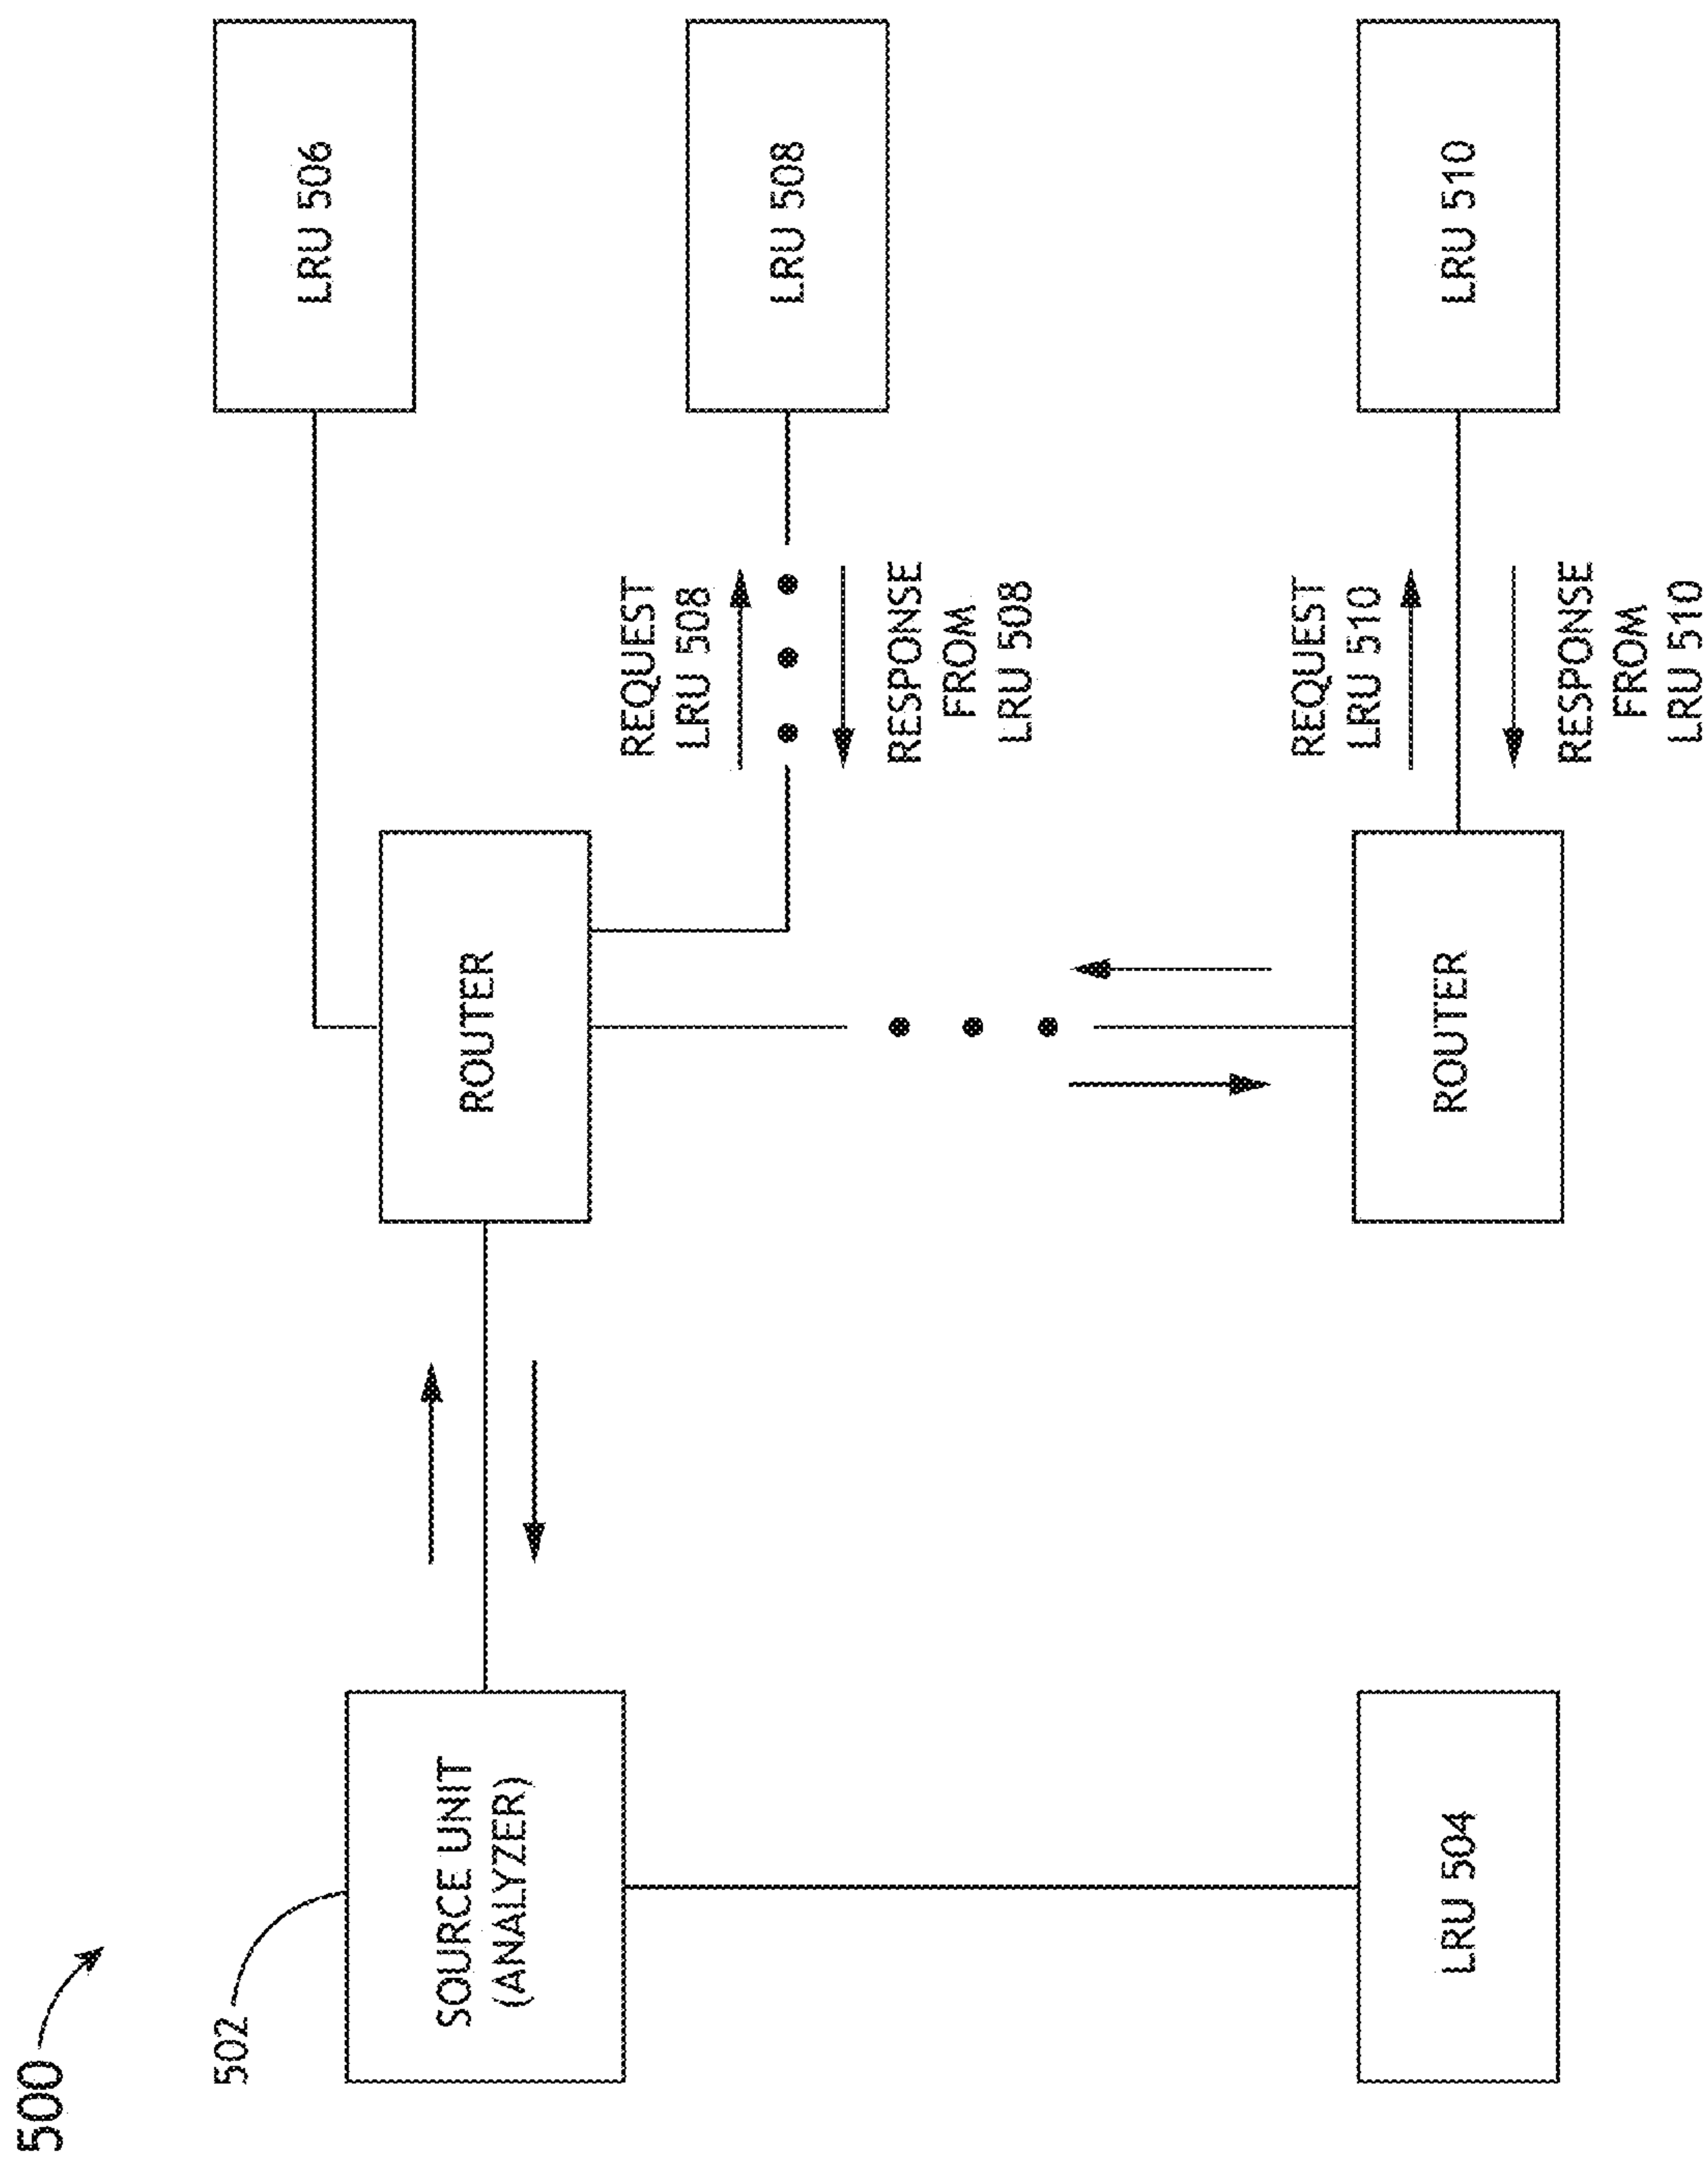 500
502
SOURCE UNIT
(ANALYZER)
ROUTER
LRU 506
REQUEST
LRU 508
RESPONSE
FROM
LRU 508
LRU 508
LRU 504
ROUTER
REQUEST
LRU 510
RESPONSE
FROM
LRU 510
LRU 510